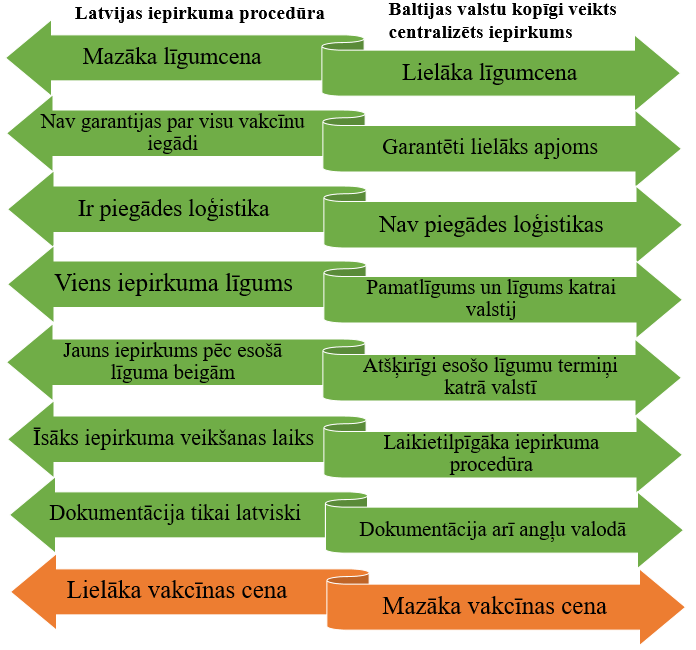 Latvijas iepirkuma procedūra
Baltijas valstu kopīgi veikts
centralizēts iepirkums
Mazāka līgumcena
Lielāka līgumcena
Nav garantijas par visu vakcīnu
iegādi
Garantēti lielāks apjoms
Ir piegādes loģistika
Nav piegādes loģistikas
Viens iepirkuma līgums
Pamatlīgums un līgums katrai
valstij
Jauns iepirkums pēc esošā
līguma beigām
Atšķirīgi esošo līgumu termiņi
katrā valstī
Īsāks iepirkuma veikšanas laiks
Laikietilpīgāka iepirkuma
procedūra
Dokumentācija tikai latviski
Dokumentācija arī angļu valodā
Lielāka vakcīnas cena
Mazāka vakcīnas cena